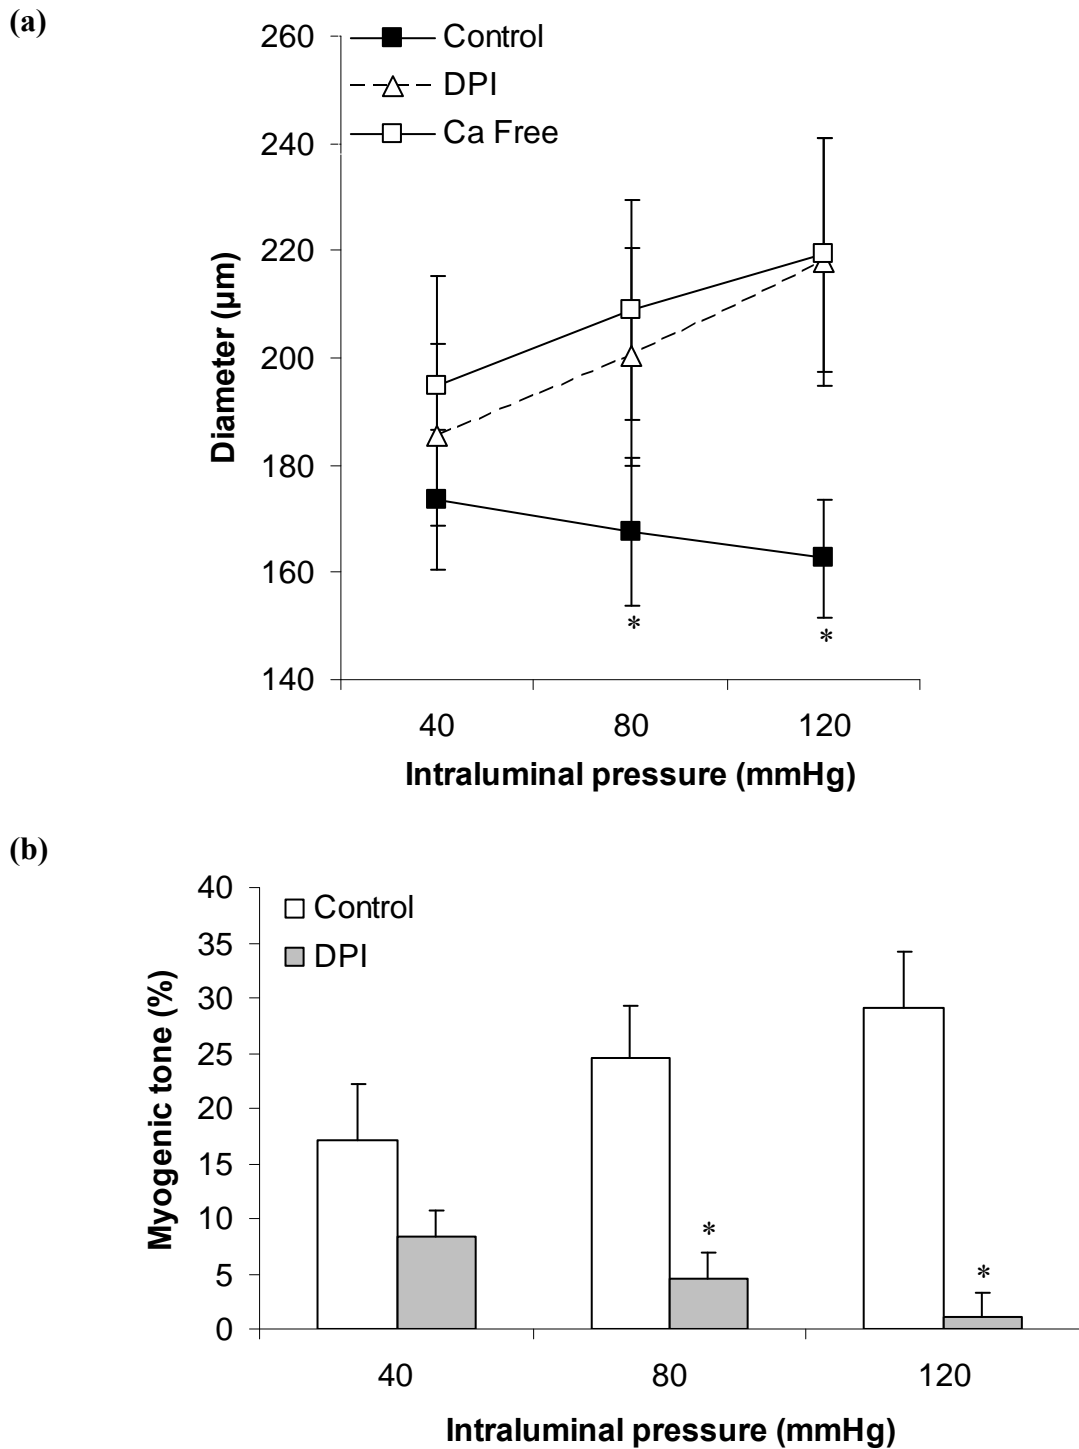 (a)
260
240
220
200
180
160
140
Control
DPI
Ca Free
Diameter (μm)
*
*
40 80 120
Intraluminal pressure (mmHg)
(b)
40
35
30
25
20
15
10
5
0
Control
DPI
Myogenic tone (%)
*
*
40 80 120
Intraluminal pressure (mmHg)